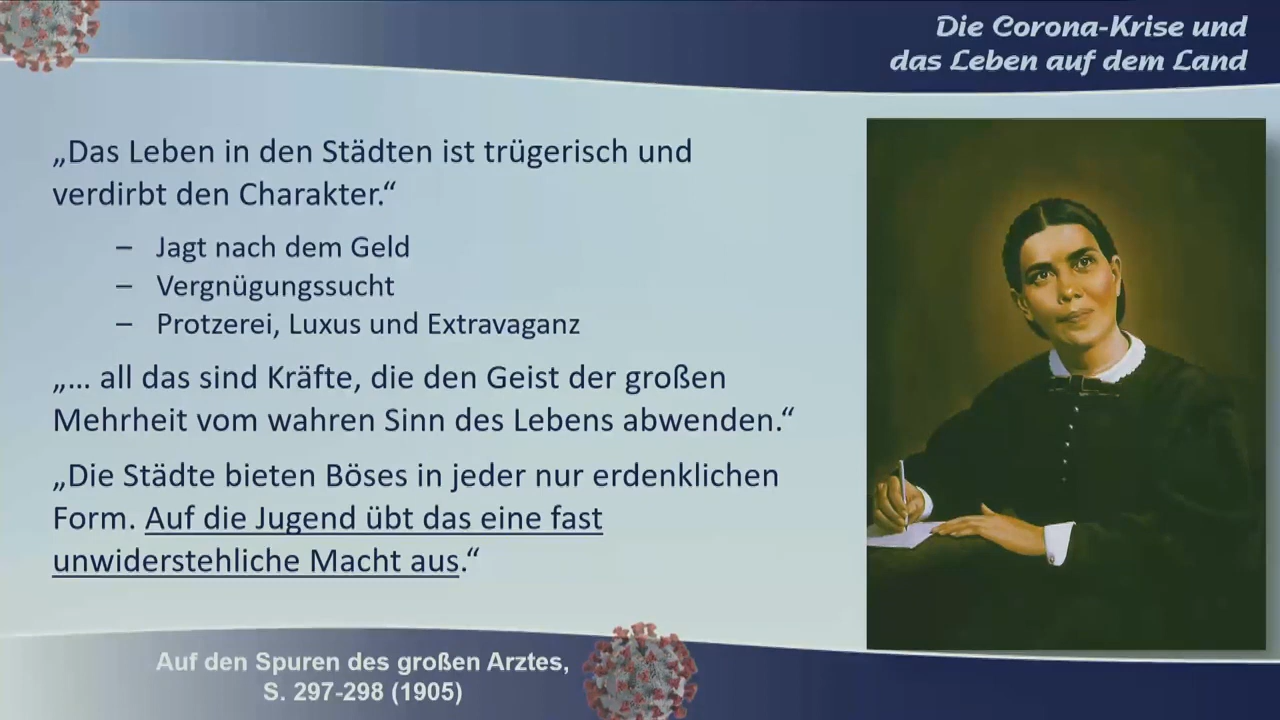 Die Corona-Krise und
das Leben auf dem Land
„Das Leben in den Städten ist trügerisch und
verdirbt den Charakter.“
– Jagt nach dem Geld
– Vergnügungssucht
– Protzerei, Luxus und Extravaganz
„... all das sind Kräfte, die den Geist der großen
Mehrheit vom wahren Sinn des Lebens abwenden.“
„Die Städte bieten Böses in jeder nur erdenklichen
Form. Auf die Jugend übt das eine fast
unwiderstehliche Macht aus.“
Auf den Spuren des großen Arztes,
S. 297-298 (1905)